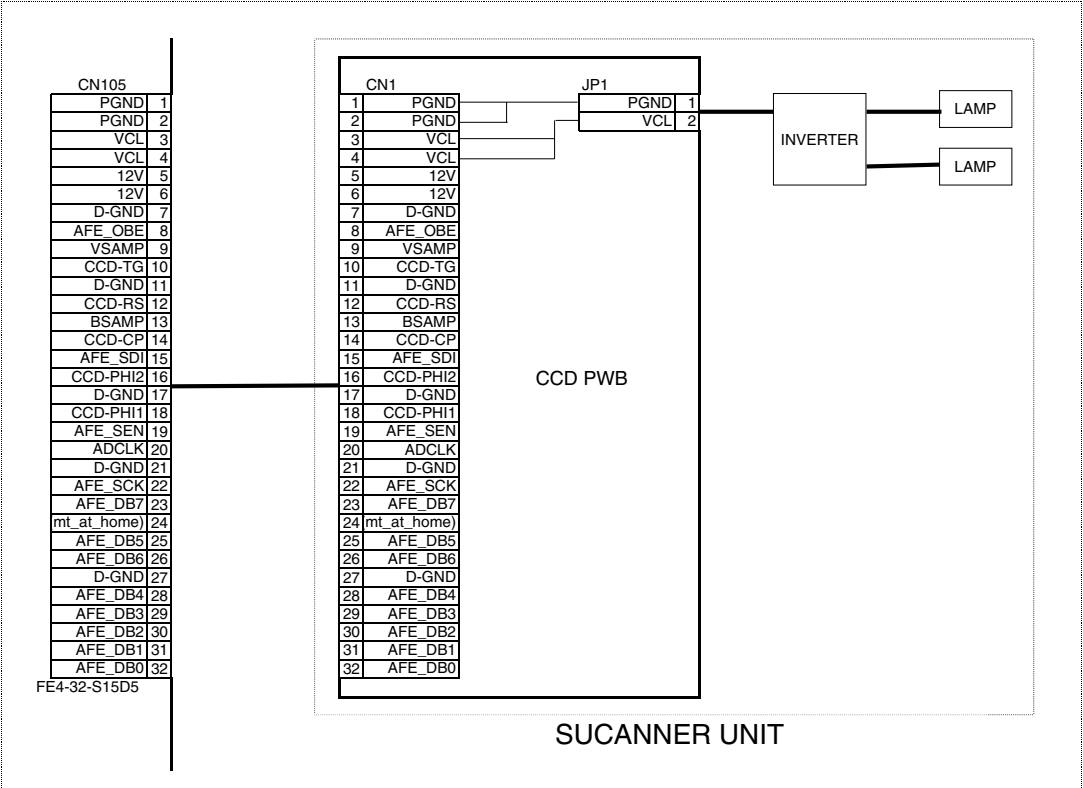 CN105
PGND 1
PGND 2
VCL 3
VCL 4
12V 5
12V 6
D-GND 7
AFE_OBE 8
VSAMP 9
CCD-TG 10
D-GND 11
CCD-RS 12
BSAMP 13
CCD-CP 14
AFE_SDI 15
CCD-PHI2 16
D-GND 17
CCD-PHI1 18
AFE_SEN 19
ADCLK 20
D-GND 21
AFE_SCK 22
AFE_DB7 23
mt_at_home) 24
AFE_DB5 25
AFE_DB6 26
D-GND 27
AFE_DB4 28
AFE_DB3 29
AFE_DB2 30
AFE_DB1 31
AFE_DB0 32
FE4-32-S15D5
CN1
1 PGND
2 PGND
3 VCL
4 VCL
5 12V
6 12V
7 D-GND
8 AFE_OBE
9 VSAMP
10 CCD-TG
11 D-GND
12 CCD-RS
13 BSAMP
14 CCD-CP
15 AFE_SDI
16 CCD-PHI2
17 D-GND
18 CCD-PHI1
19 AFE_SEN
20 ADCLK
21 D-GND
22 AFE_SCK
23 AFE_DB7
24 mt_at_home)
25 AFE_DB5
26 AFE_DB6
27 D-GND
28 AFE_DB4
29 AFE_DB3
30 AFE_DB2
31 AFE_DB1
32 AFE_DB0
JP1
PGND 1
VCL 2
CCD PWB
INVERTER
LAMP
LAMP
SUCANNER UNIT